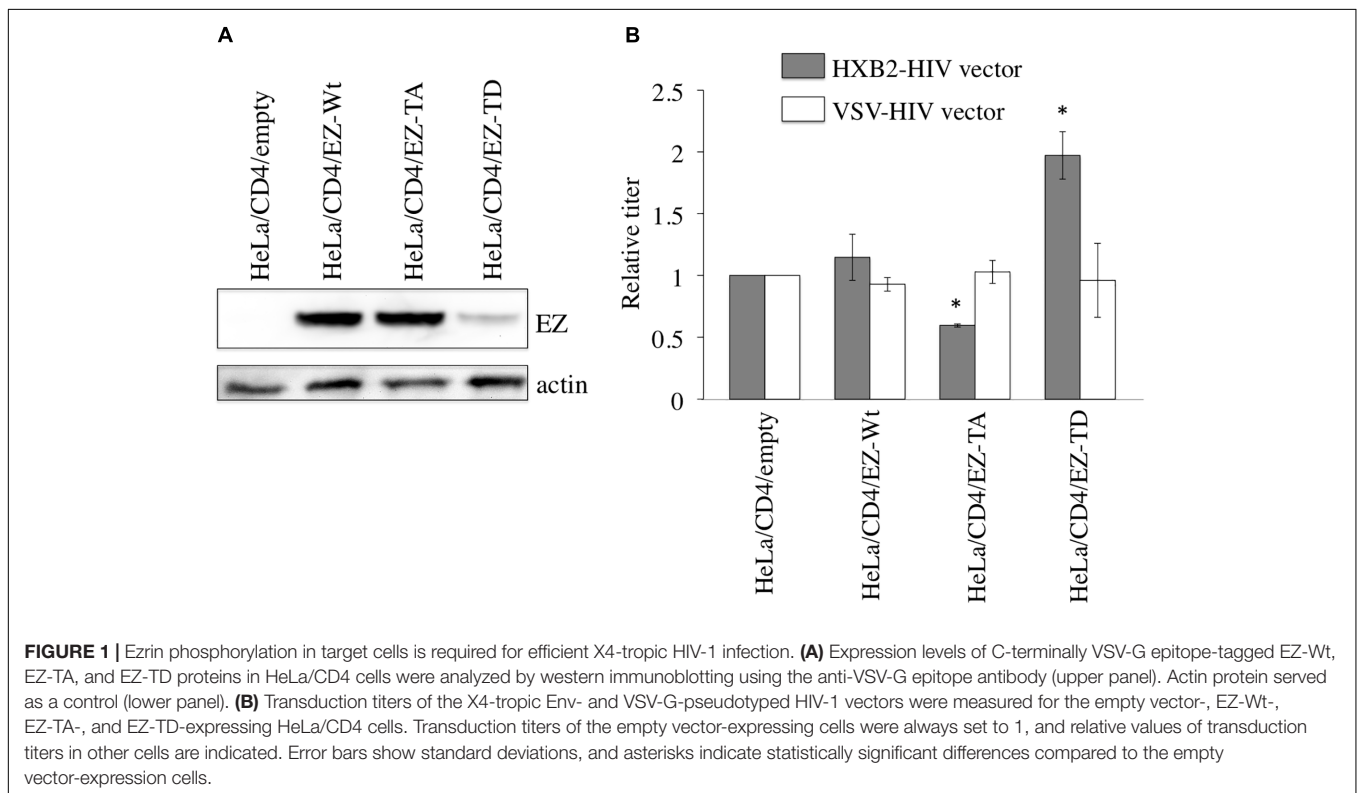 A
HeLa/CD4/empty
HeLa/CD4/EZ-Wt
HeLa/CD4/EZ-TA
HeLa/CD4/EZ-TD
EZ
actin
B
HXB2-HIV vector
VSV-HIV vector
Relative titer
2.5
2
1.5
1
0.5
0
*
*
HeLa/CD4/empty
HeLa/CD4/EZ-Wt
HeLa/CD4/EZ-TA
HeLa/CD4/EZ-TD
FIGURE 1 | Ezrin phosphorylation in target cells is required for efficient X4-tropic HIV-1 infection. (A) Expression levels of C-terminally VSV-G epitope-tagged EZ-Wt,
EZ-TA, and EZ-TD proteins in HeLa/CD4 cells were analyzed by western immunoblotting using the anti-VSV-G epitope antibody (upper panel). Actin protein served
as a control (lower panel). (B) Transduction titers of the X4-tropic Env- and VSV-G-pseudotyped HIV-1 vectors were measured for the empty vector-, EZ-Wt-,
EZ-TA-, and EZ-TD-expressing HeLa/CD4 cells. Transduction titers of the empty vector-expressing cells were always set to 1, and relative values of transduction
titers in other cells are indicated. Error bars show standard deviations, and asterisks indicate statistically significant differences compared to the empty
vector-expression cells.